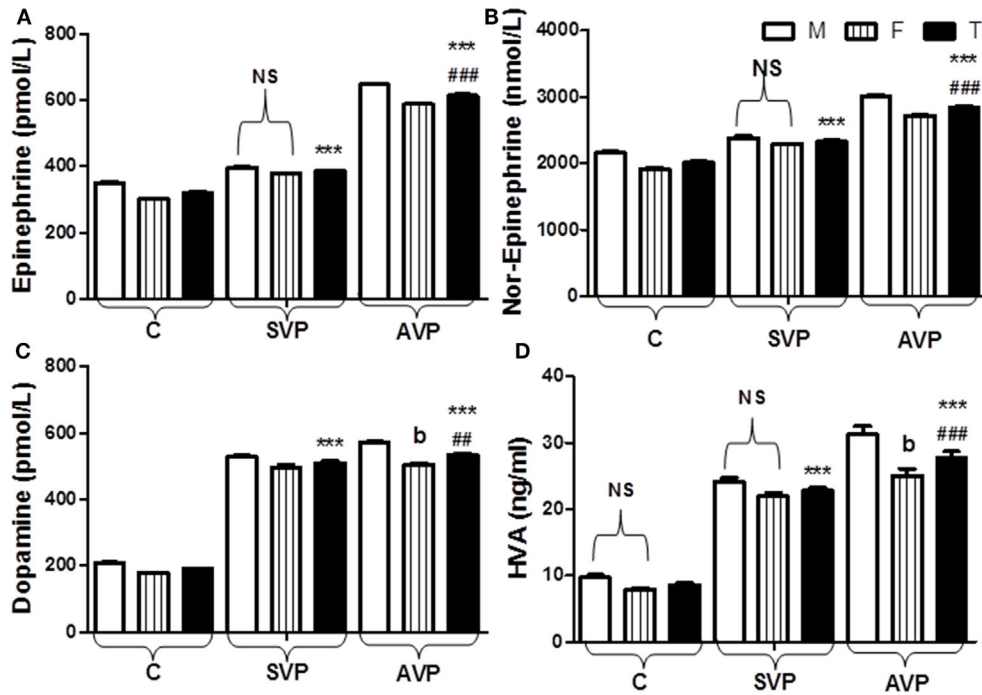 A
Epinephrine (pmol/L)
800
600
400
200
0
NS
***
***
###
C
SVP
AVP
B
Nor-Epinephrine (nmol/L)
4000
3000
2000
1000
0
M F T
NS
***
***
###
C
SVP
AVP
C
Dopamine (pmol/L)
800
600
400
200
0
***
b
***
##
C
SVP
AVP
D
HVA (ng/ml)
40
30
20
10
0
NS
NS
***
b
***
###
C
SVP
AVP